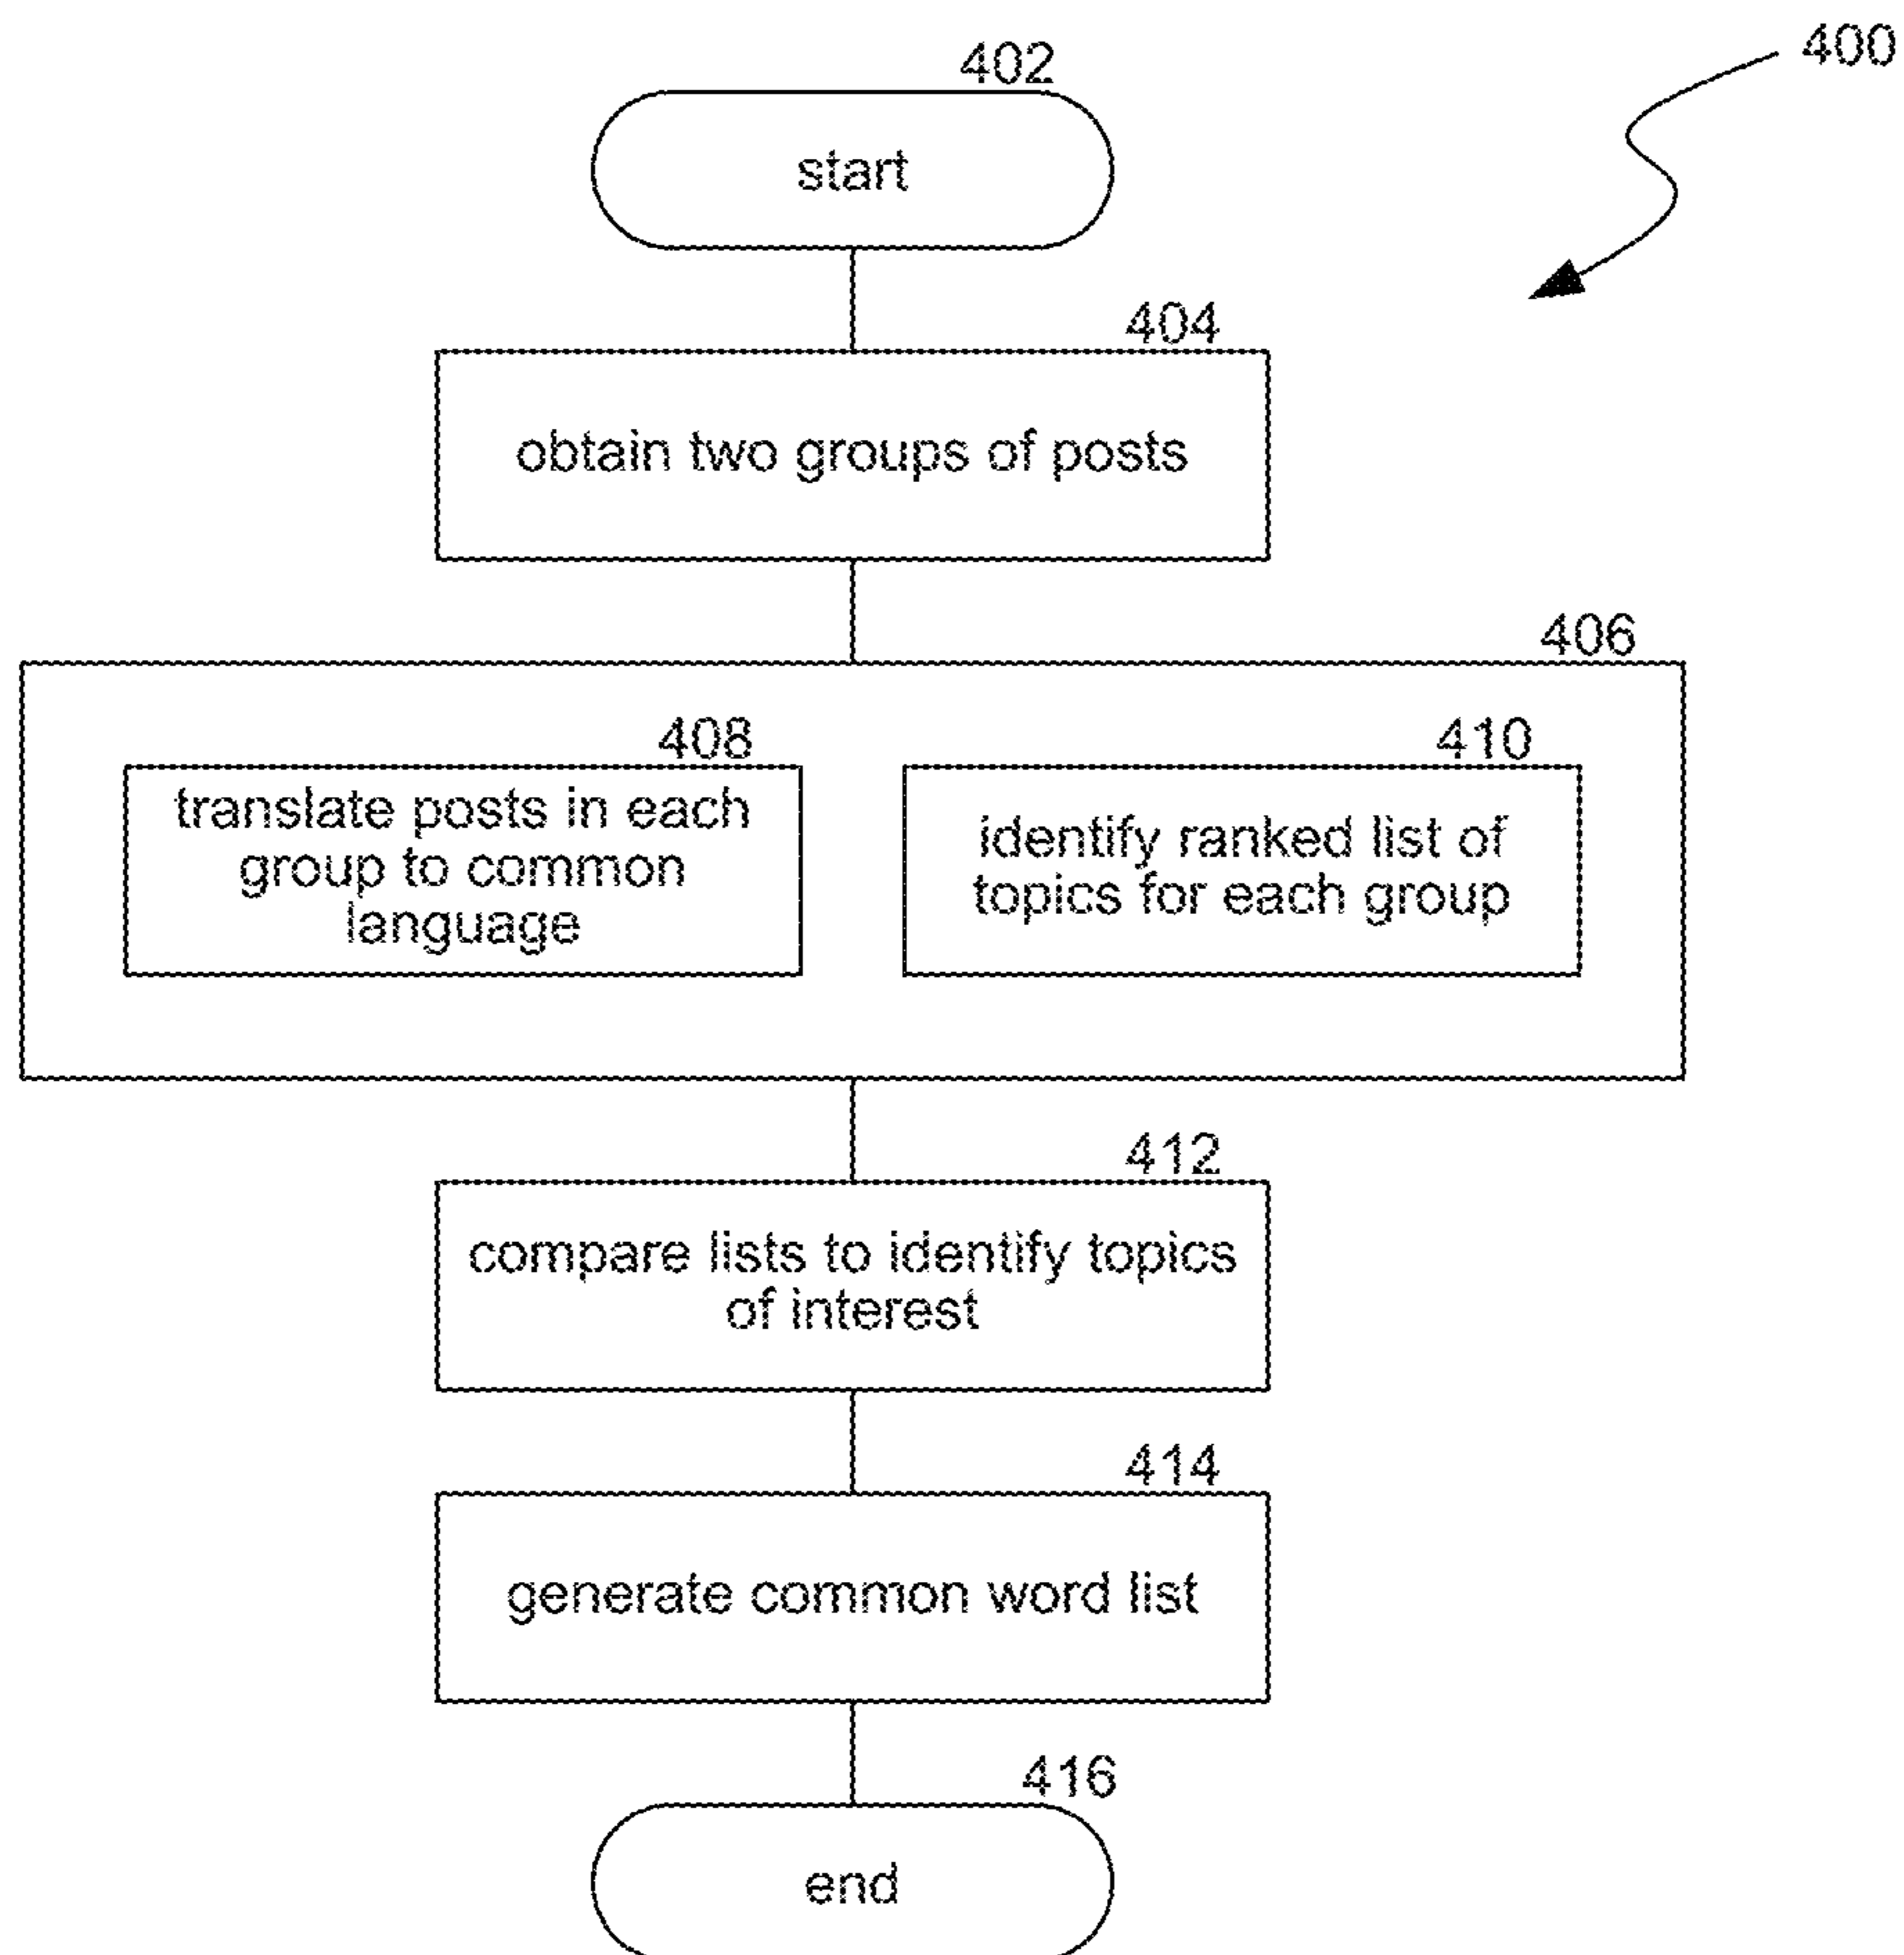 400
402
start
404
obtain two groups of posts
406
408
translate posts in each
group to common
language
410
identify ranked list of
topics for each group
412
compare lists to identify topics
of interest
414
generate common word list
416
end